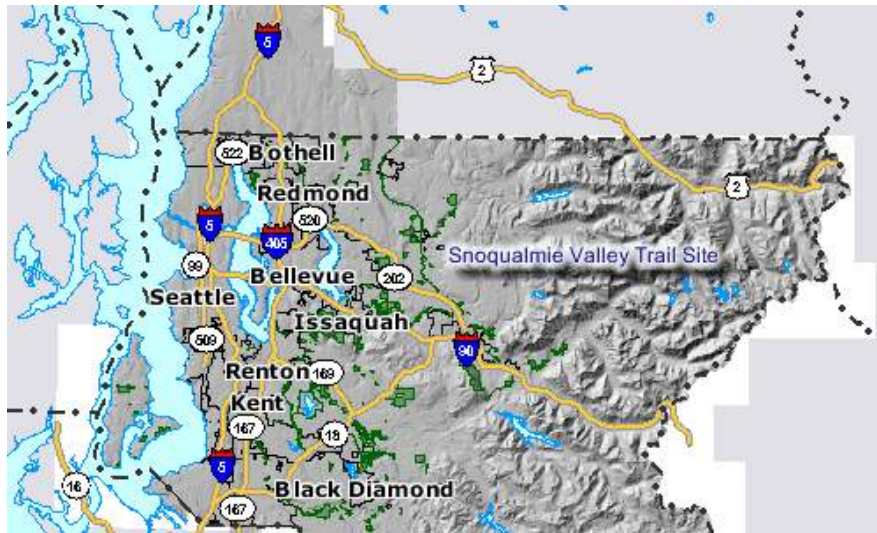 5
2
522
Bothell
2
Redmond
520
5
405
99
Bellevue
202
Snoqualmie Valley Trail Site
Seattle
Issaquah
509
90
Renton
169
Kent
167
18
5
16
Black Diamond
167